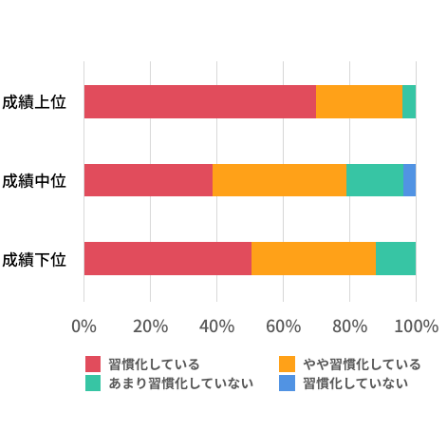 成績上位
成績中位
成績下位
0% 20% 40% 60% 80% 100%
習慣化している やや習慣化している
あまり習慣化していない 習慣化していない